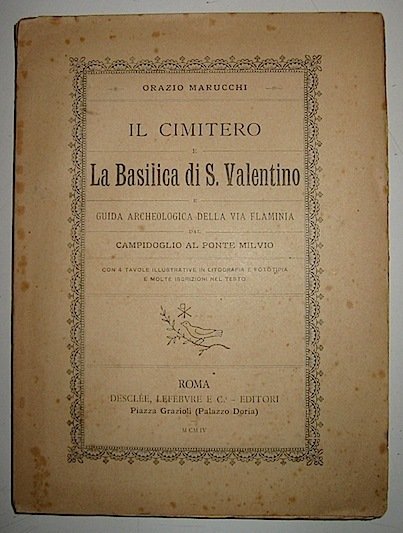 ORAZIO MARUCCHI
IL CIMITERO
E
La Basilica di S. Valentino
E
GUIDA ARCHEOLOGICA DELLA VIA FLAMINIA
DAL
CAMPIDOGLIO AL PONTE MILVIO
CON 4 TAVOLE ILLUSTRATIVE IN LITOGRAFIA E FOTOTIPIA
E MOLTE ISCRIZIONI NEL TESTO
ROMA
DESCLÉE, LEFEBVRE E C.i - EDITORI
Piazza Grazioli (Palazzo Doria)
MCMIV